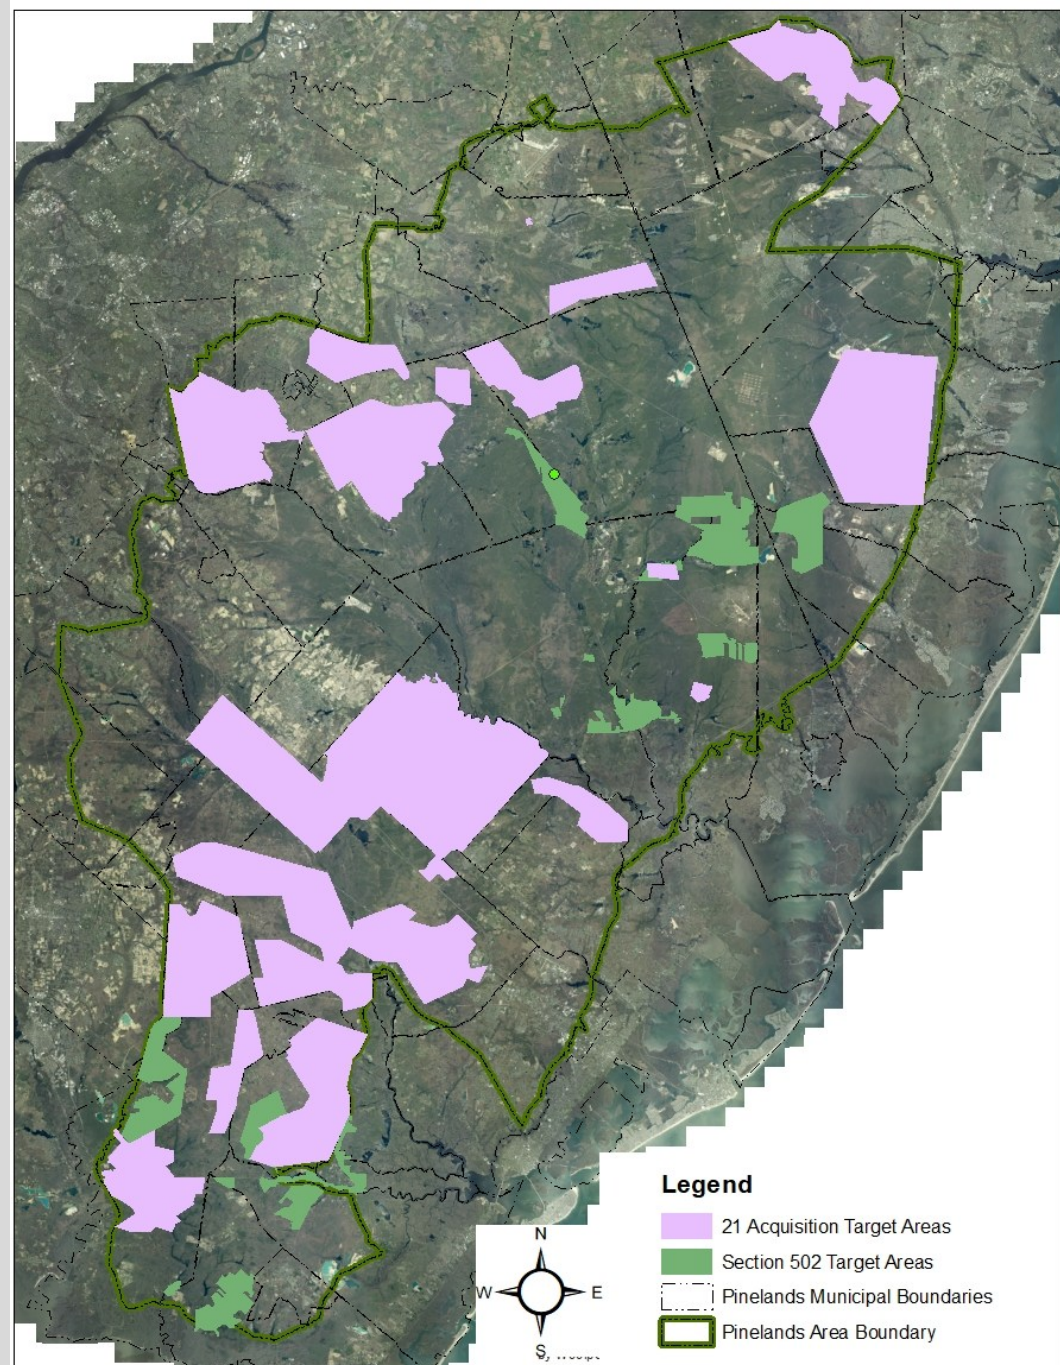 Legend
21 Acquisition Target Areas
Section 502 Target Areas
Pinelands Municipal Boundaries
Pinelands Area Boundary
N
W
E
S